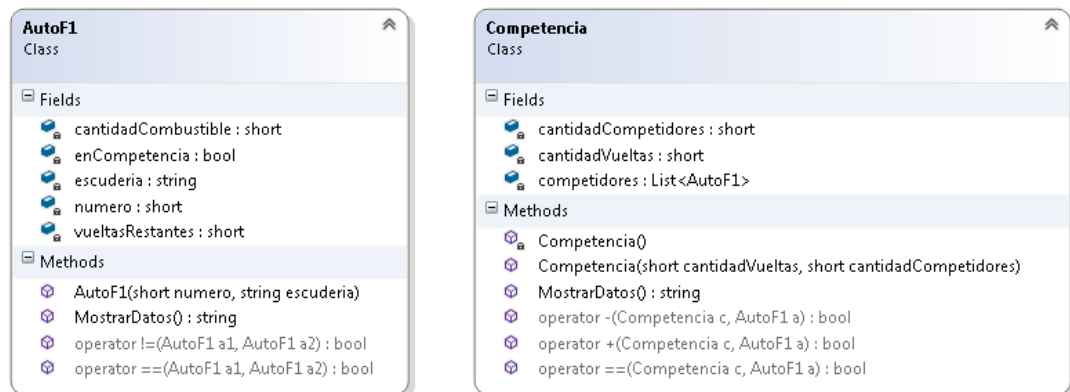 AutoF1
Class
Fields
cantidadCombustible : short
enCompetencia : bool
escuderia : string
numero : short
vueltasRestantes : short
Methods
AutoF1(short numero, string escuderia)
MostrarDatos() : string
operator !=(AutoF1 a1, AutoF1 a2) : bool
operator ==(AutoF1 a1, AutoF1 a2) : bool
Competencia
Class
Fields
cantidadCompetidores : short
cantidadVueltas : short
competidores : List<AutoF1>
Methods
Competencia()
Competencia(short cantidadVueltas, short cantidadCompetidores)
MostrarDatos() : string
operator -(Competencia c, AutoF1 a) : bool
operator +(Competencia c, AutoF1 a) : bool
operator ==(Competencia c, AutoF1 a) : bool